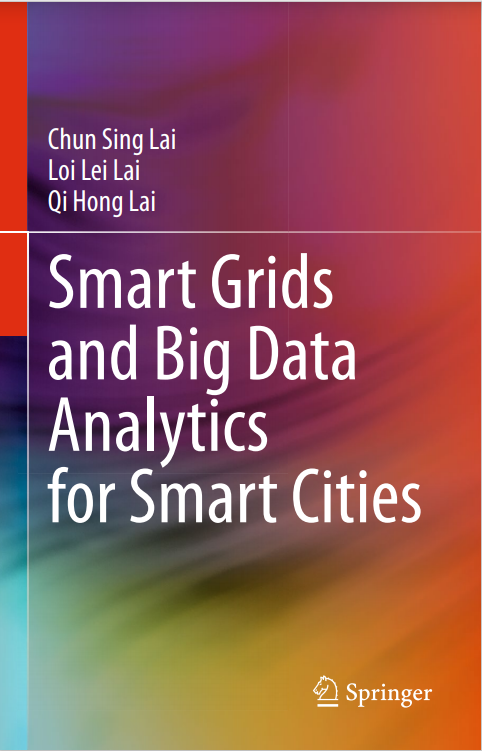 Chun Sing Lai
Loi Lei Lai
Qi Hong Lai
Smart Grids
and Big Data
Analytics
for Smart Cities
Springer